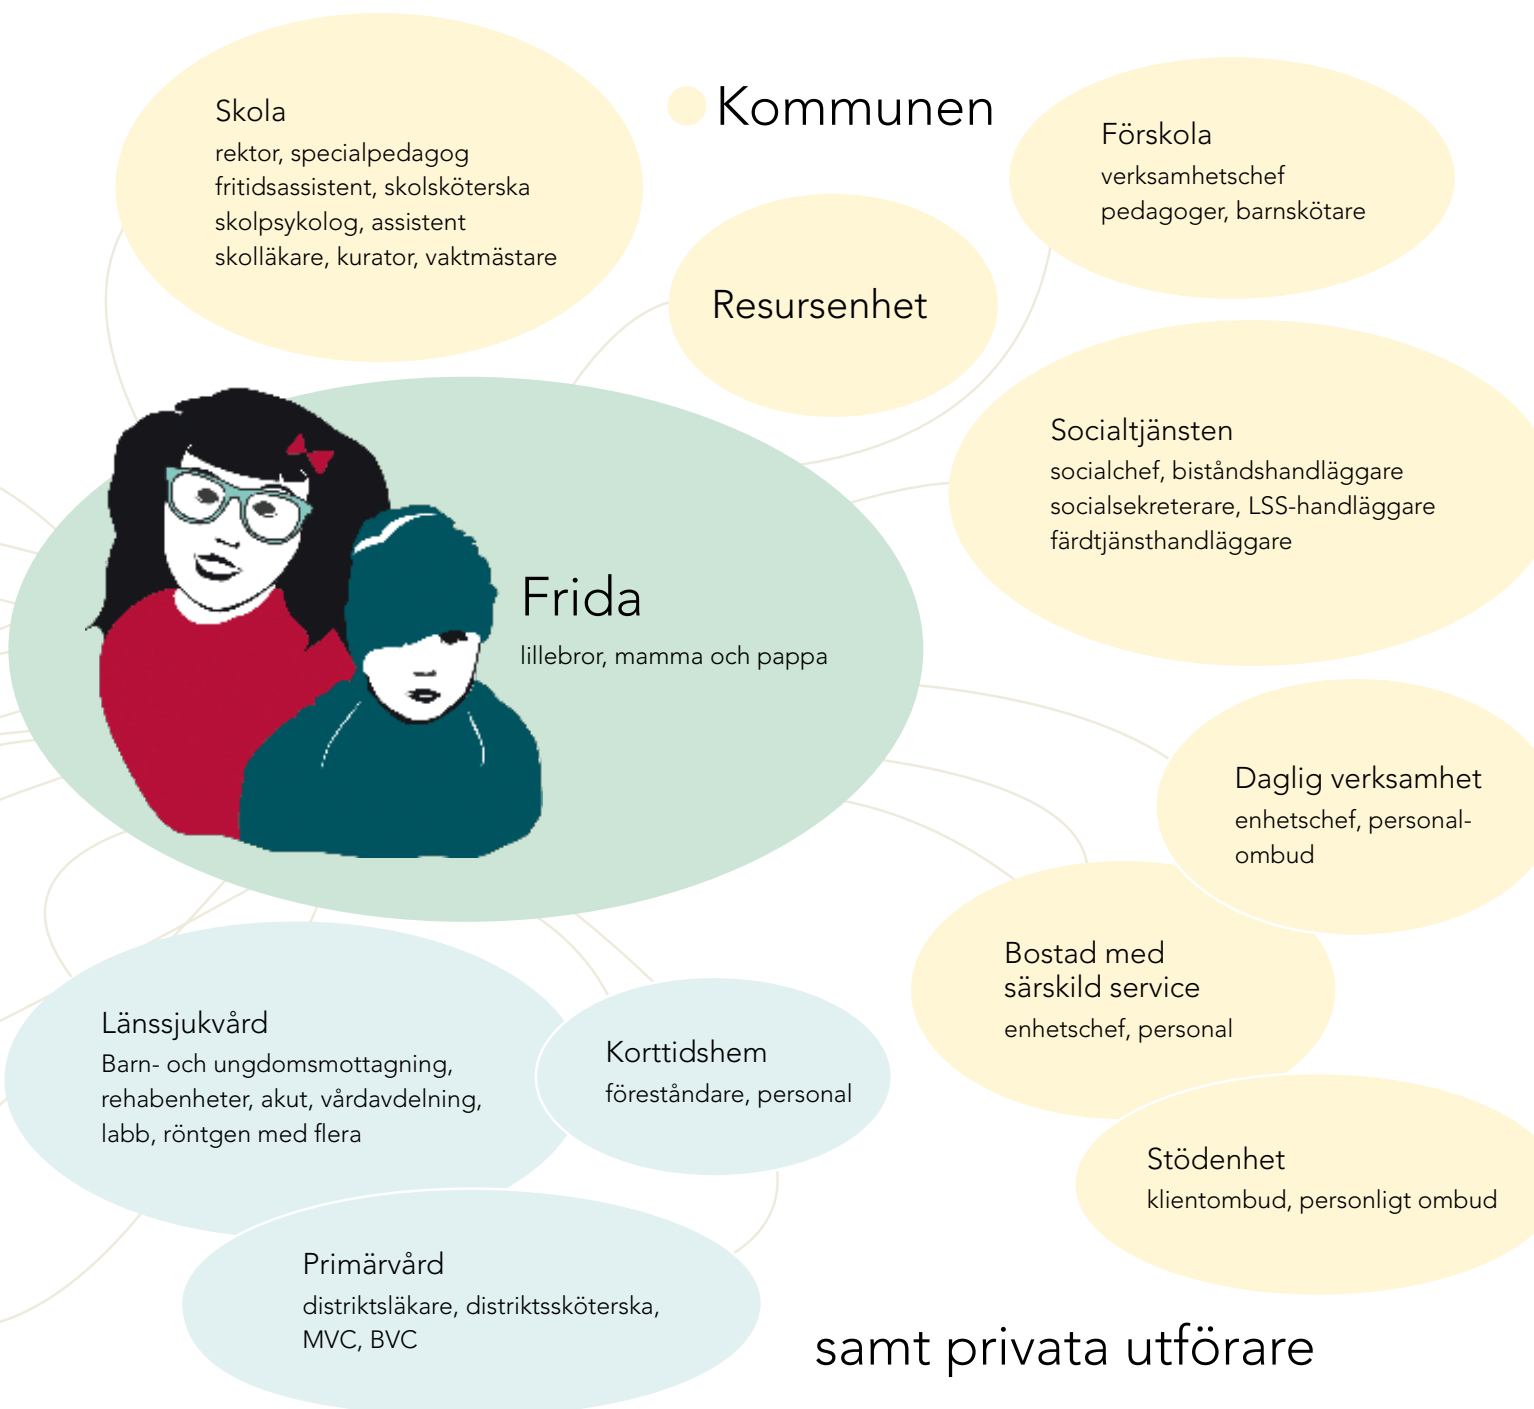 Skola
rektor, specialpedagog
fritidsassistent, skolsköterska
skolpsykolog, assistent
skolläkare, kurator, vaktmästare
Kommunen
Förskola
verksamhetschef
pedagoger, barnskötare
Resursenhet
Socialtjänsten
socialchef, biståndshandläggare
socialsekreterare, LSS-handläggare
färdtjänsthandläggare
Frida
lillebror, mamma och pappa
Daglig verksamhet
enhetschef, personal-
ombud
Bostad med
särskild service
enhetschef, personal
Länssjukvård
Barn- och ungdomsmottagning,
rehabenheter, akut, vårdavdelning,
labb, röntgen med flera
Korttidshem
föreståndare, personal
Stödenhet
klientombud, personligt ombud
Primärvård
distriktsläkare, distriktssköterska,
MVC, BVC
samt privata utförare